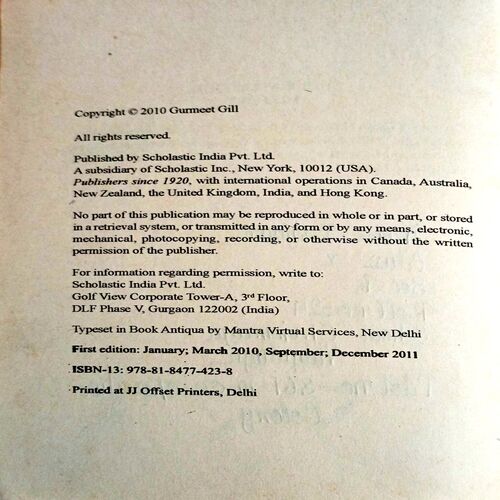 Copyright © 2010 Gurmeet Gill
All rights reserved.
Published by Scholastic India Pvt. Ltd.
A subsidiary of Scholastic Inc., New York, 10012 (USA).
Publishers since 1920, with international operations in Canada, Australia,
New Zealand, the United Kingdom, India, and Hong Kong.
No part of this publication may be reproduced in whole or in part, or stored
in a retrieval system, or transmitted in any form or by any means, electronic,
mechanical, photocopying, recording, or otherwise without the written
permission of the publisher.
For information regarding permission, write to:
Scholastic India Pvt. Ltd.
Golf View Corporate Tower-A, 3rd Floor,
DLF Phase V, Gurgaon 122002 (India)
Typeset in Book Antiqua by Mantra Virtual Services, New Delhi
First edition: January; March 2010, September; December 2011
ISBN-13: 978-81-8477-423-8
Printed at JJ Offset Printers, Delhi